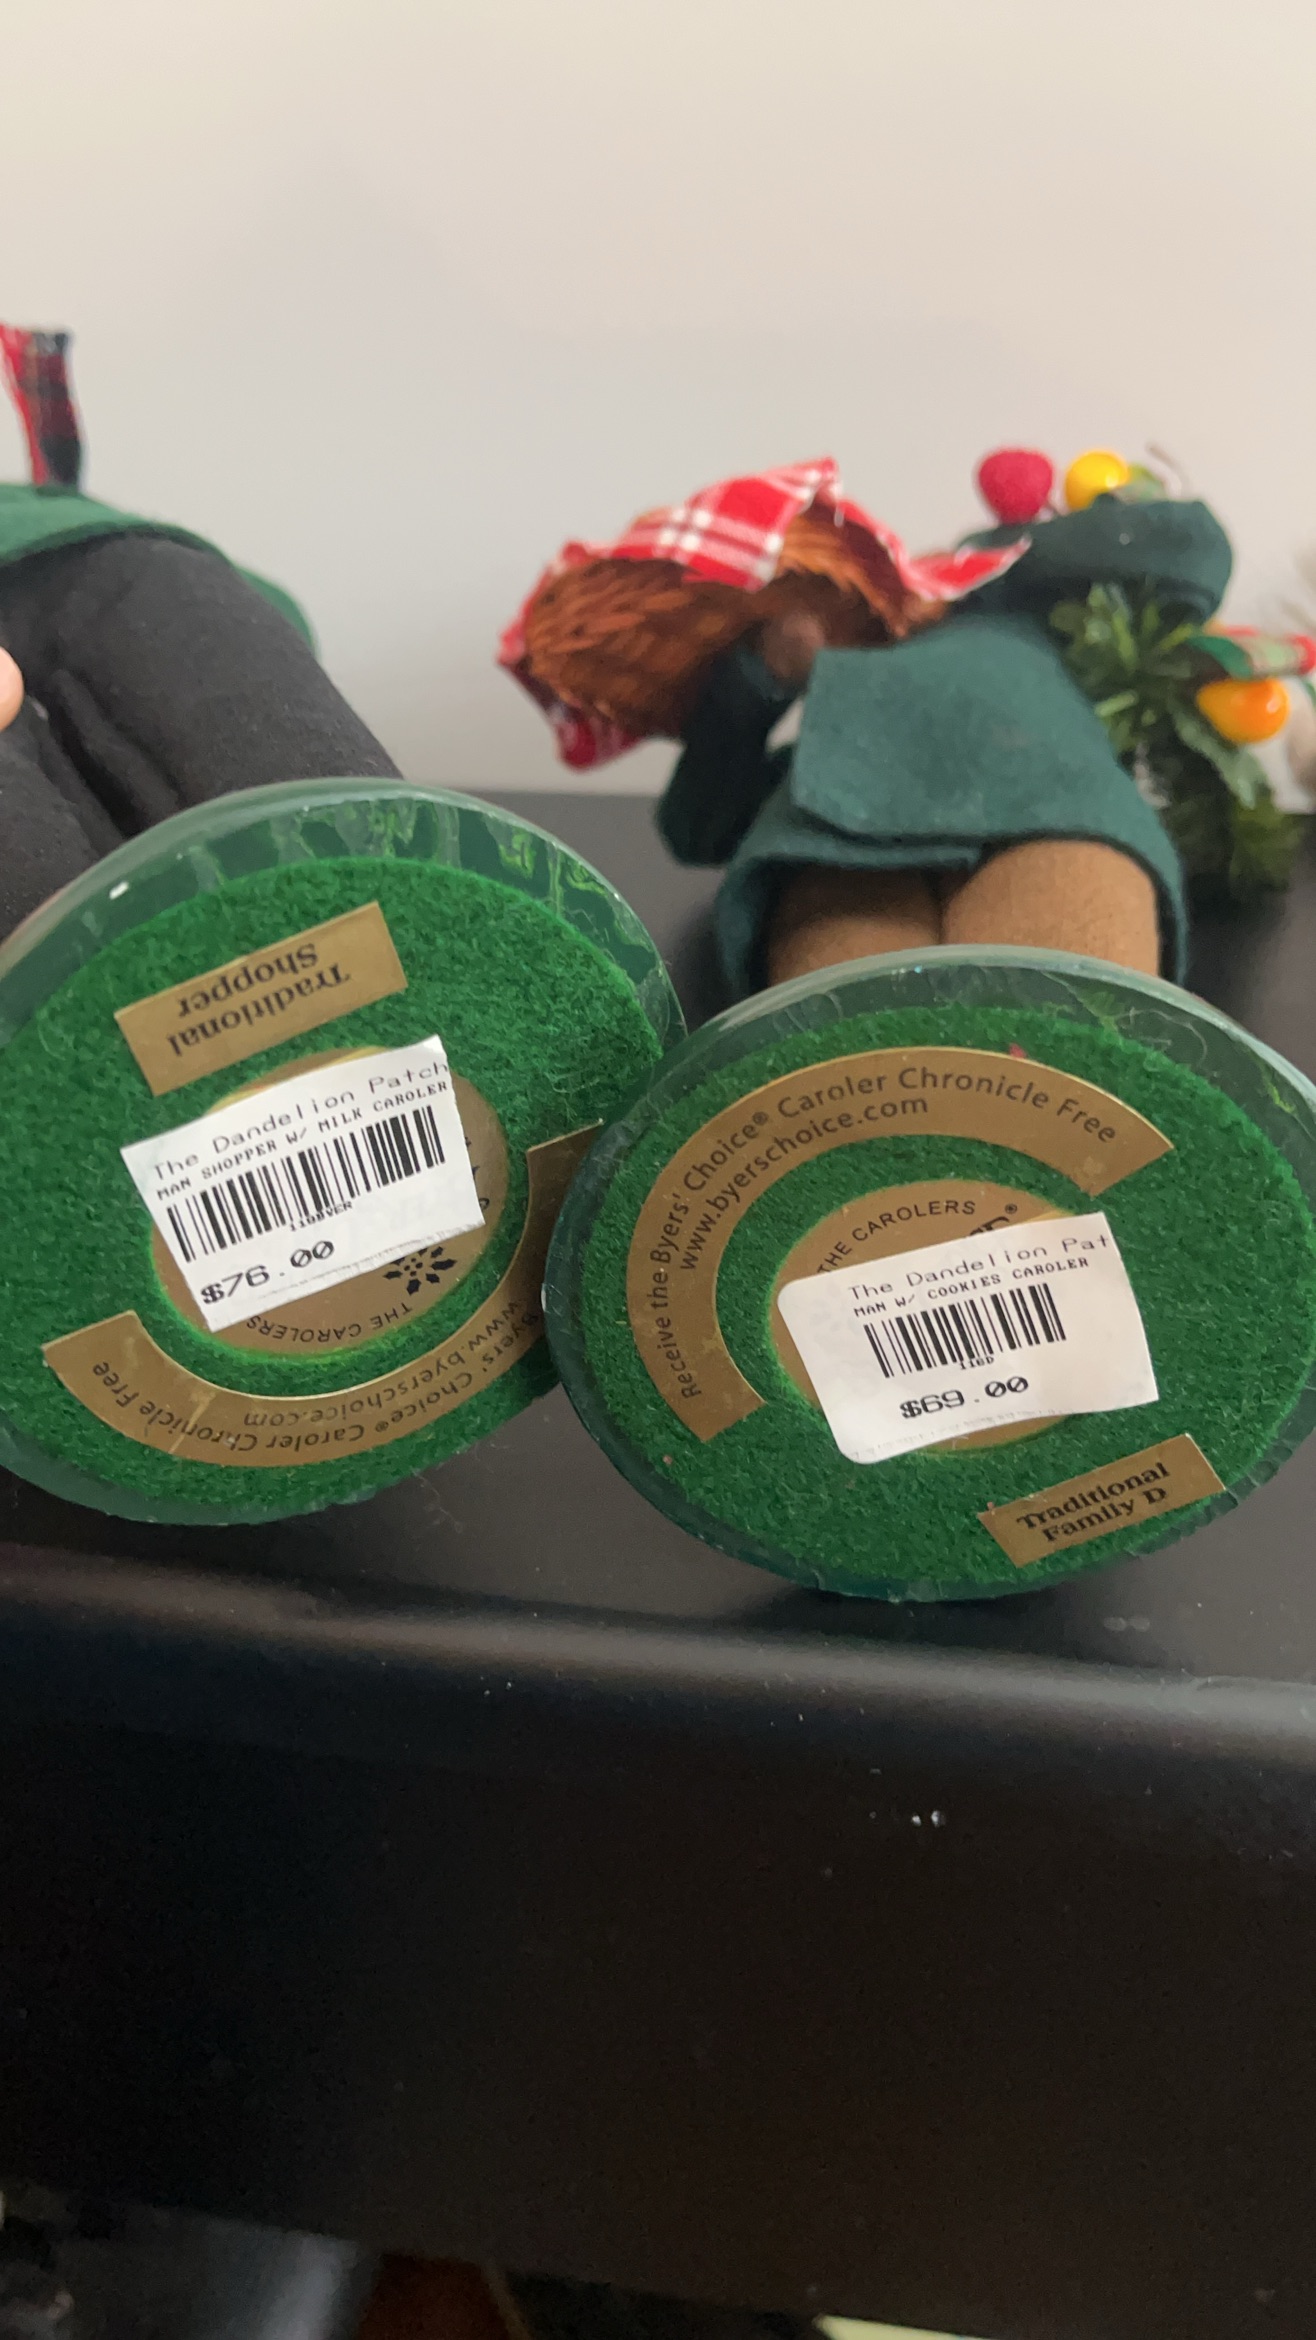 Traditional
Shopper
The Dandelion Patch
MAN SHOPPER W/ MILK CAROLER
$76.00
THE CAROLERS
Byers' Choice® Caroler Chronicle Free
www.byerschoice.com
Receive the Byers' Choice® Caroler Chronicle Free
www.byerschoice.com
THE CAROLERS
®
The Dandelion Pat
MAN W/ COOKIES CAROLER
116D
$69.00
Traditional
Family D